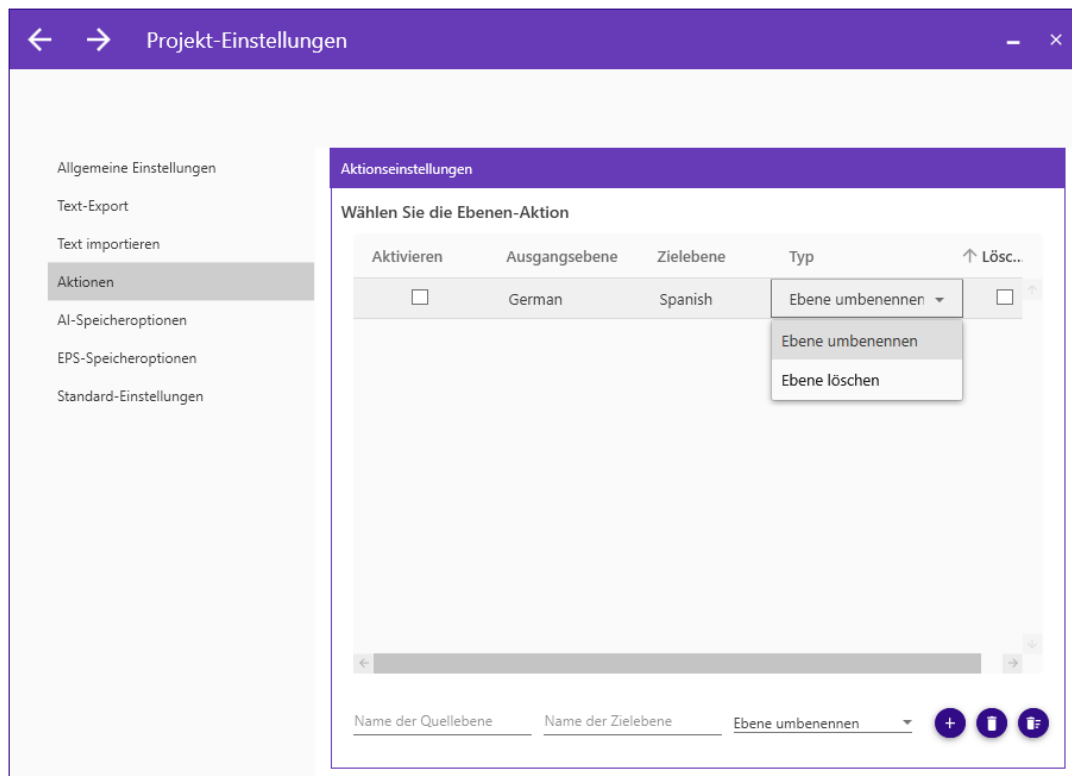 Projekt-Einstellungen
Allgemeine Einstellungen
Text-Export
Text importieren
Aktionen
AI-Speicheroptionen
EPS-Speicheroptionen
Standard-Einstellungen
Aktionseinstellungen
Wählen Sie die Ebenen-Aktion
Aktivieren Ausgangsebene Zielebene Typ Lösc...
German Spanish Ebene umbenennen
Ebene umbenennen
Ebene löschen
Name der Quellebene Name der Zielebene Ebene umbenennen